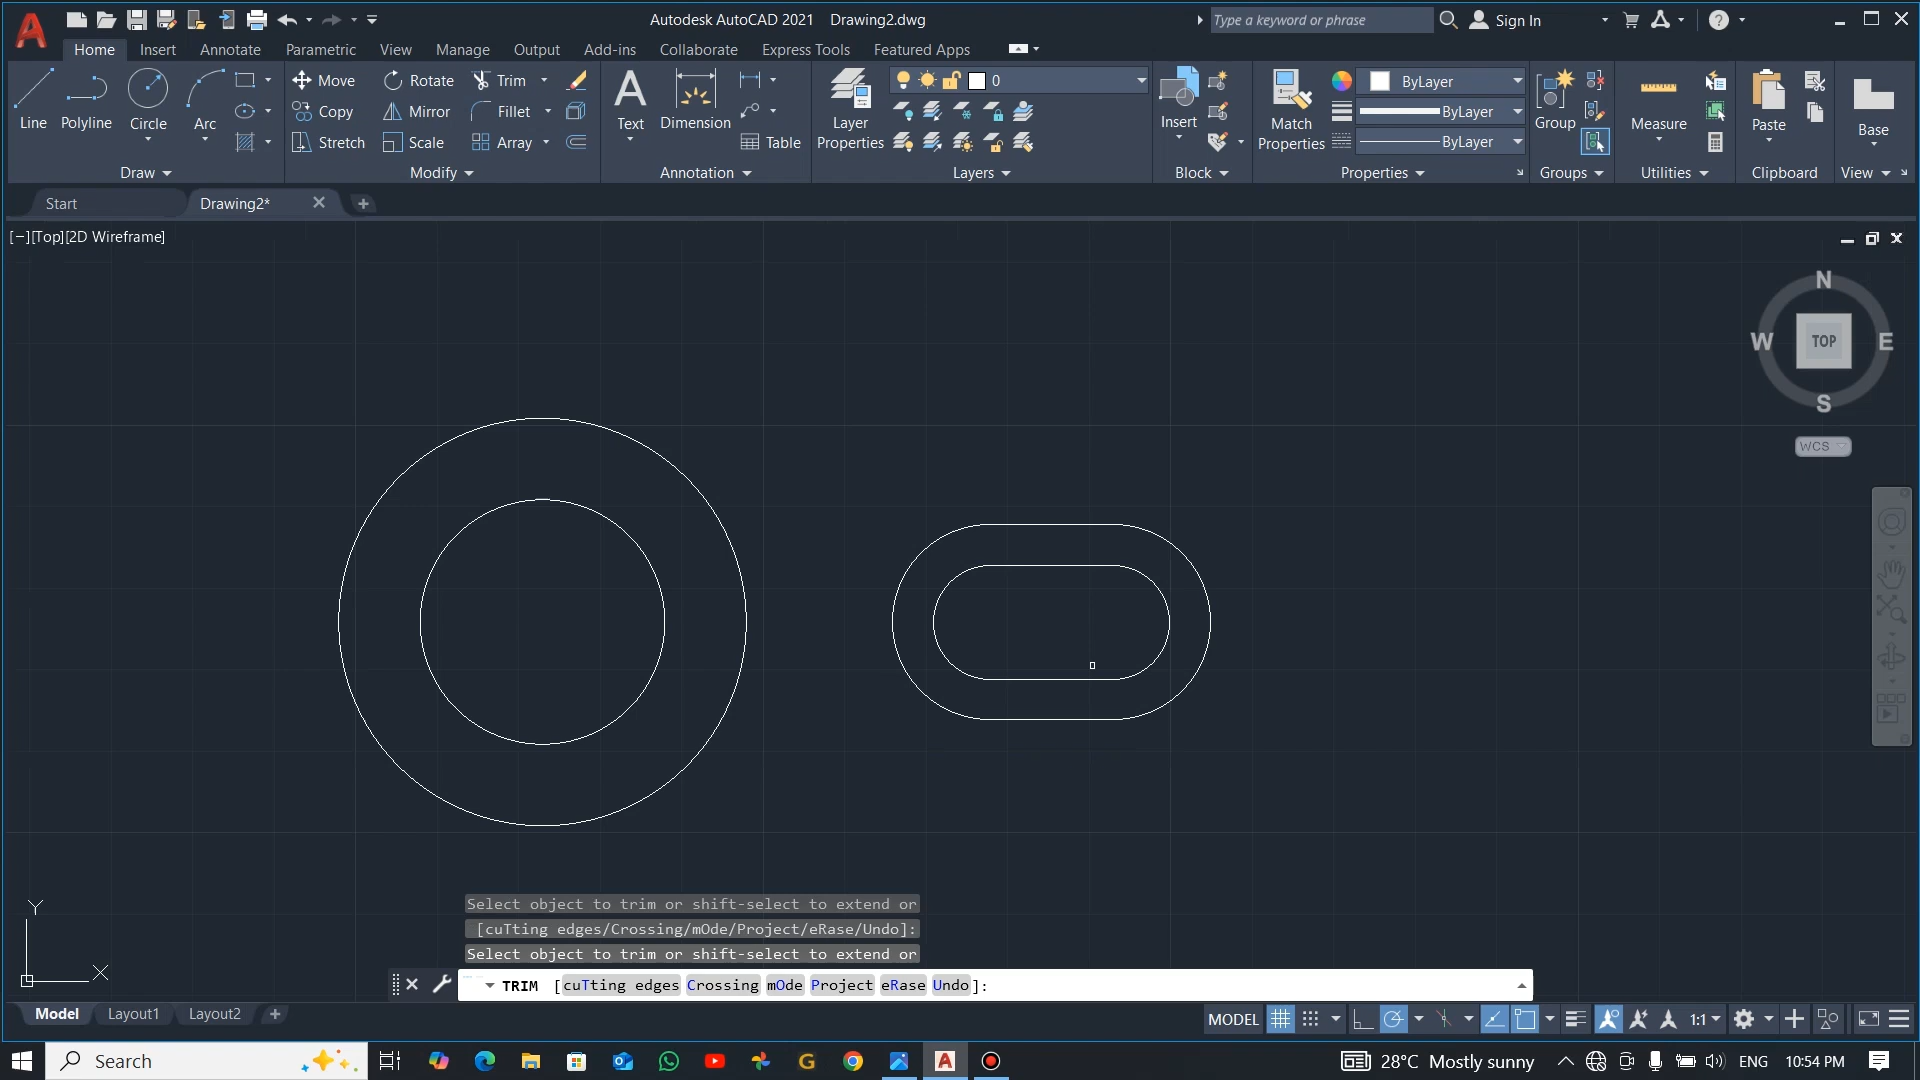 Autodesk AutoCAD 2021 Drawing2.dwg
Type a keyword or phrase
Sign In
Home Insert Annotate Parametric View Manage Output Add-ins Collaborate Express Tools Featured Apps
Line Polyline Circle Arc
Move Rotate Trim
Copy Mirror Fillet
Stretch Scale Array
Text Dimension Table
Layer Properties
0
Insert
Match Properties
ByLayer
ByLayer
ByLayer
Group
Measure
Paste
Base
Draw Modify Annotation Layers Block Properties Groups Utilities Clipboard View
Start Drawing2*
[−][Top][2D Wireframe]
N
W TOP E
S
WCS
Y
X
Select object to trim or shift-select to extend or
[cuTting edges/Crossing/mOde/Project/eRase/Undo]:
Select object to trim or shift-select to extend or
TRIM [cuTting edges Crossing mOde Project eRase Undo]:
Model Layout1 Layout2
MODEL 1:1
Search
28°C Mostly sunny
ENG 10:54 PM